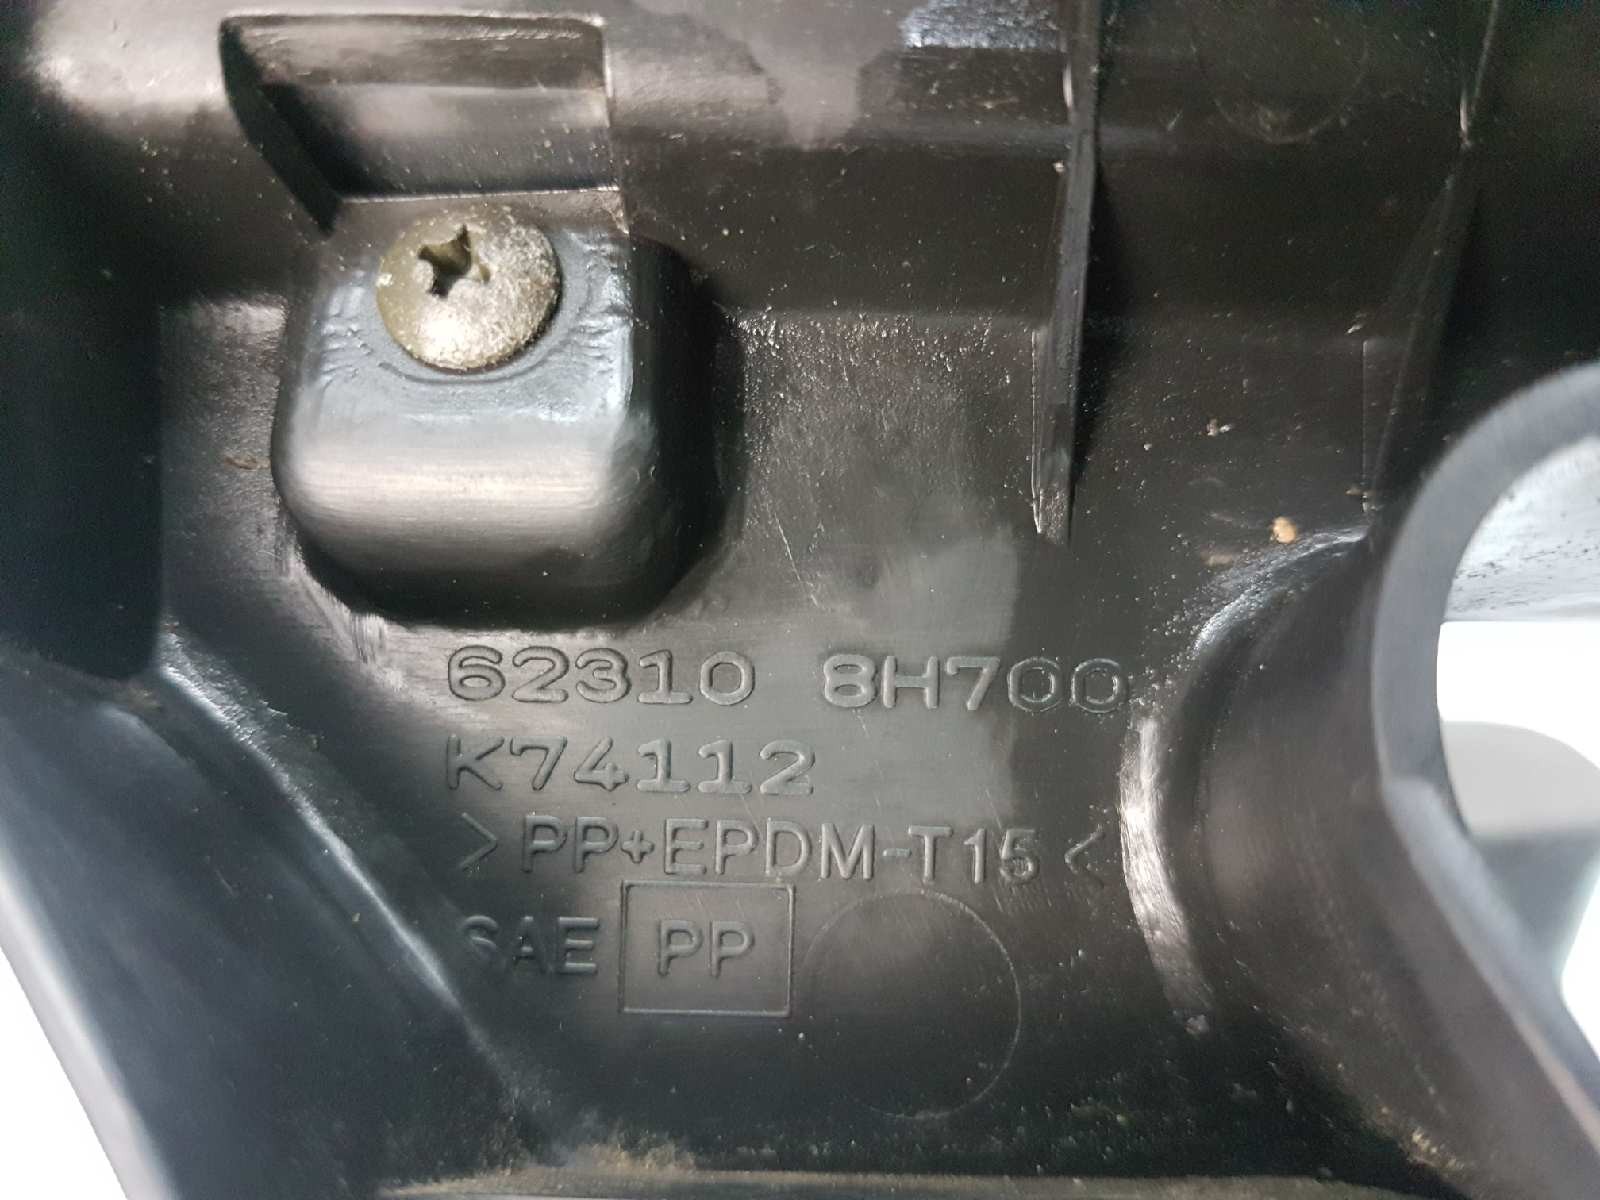 62310 8H700
K74112
>PP+EPDM-T15<
SAE PP